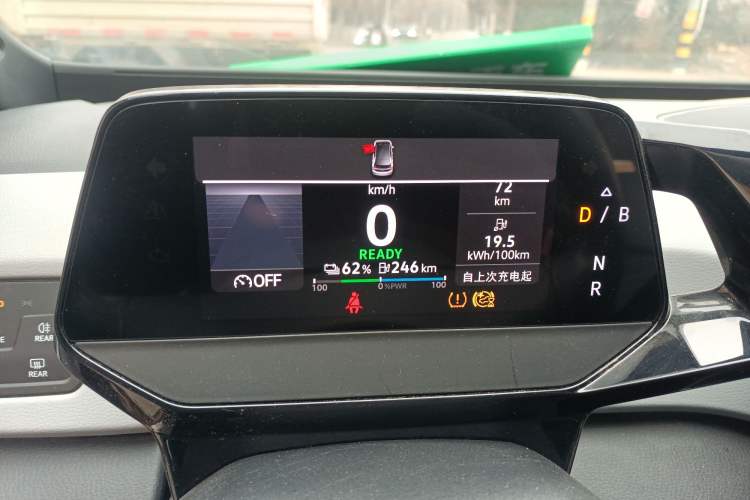 km/h
0
READY
62% 246 km
100 0 %PWR 100
OFF
72
km
19.5
kWh/100km
自上次充电起
D / B
N
R
REAR
REAR